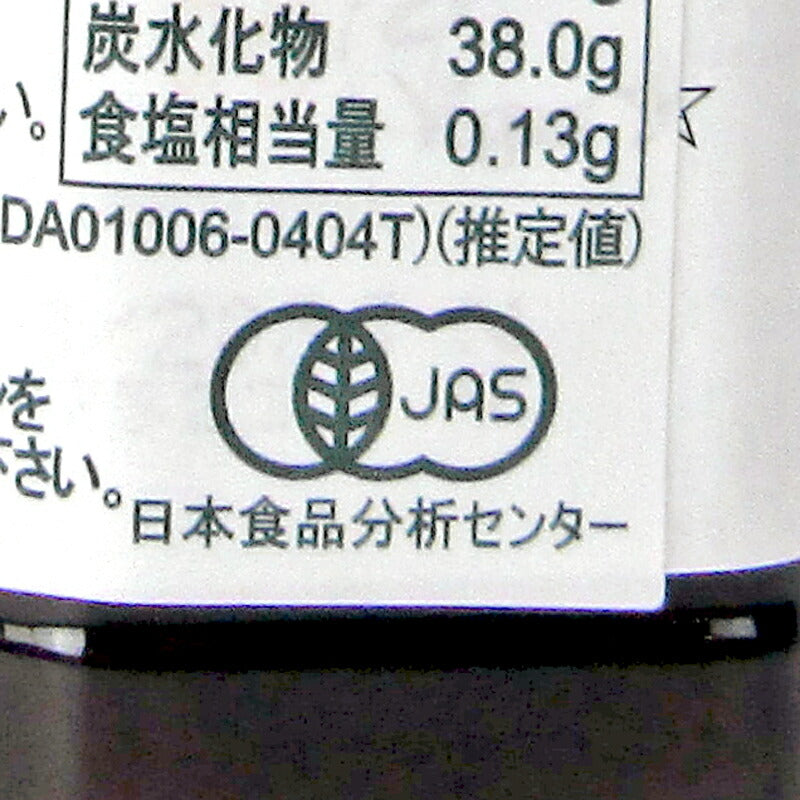 炭水化物 38.0g
い。
食塩相当量 0.13g
DA01006-0404T)(推定値)
JAS
を
下さい。
日本食品分析センター